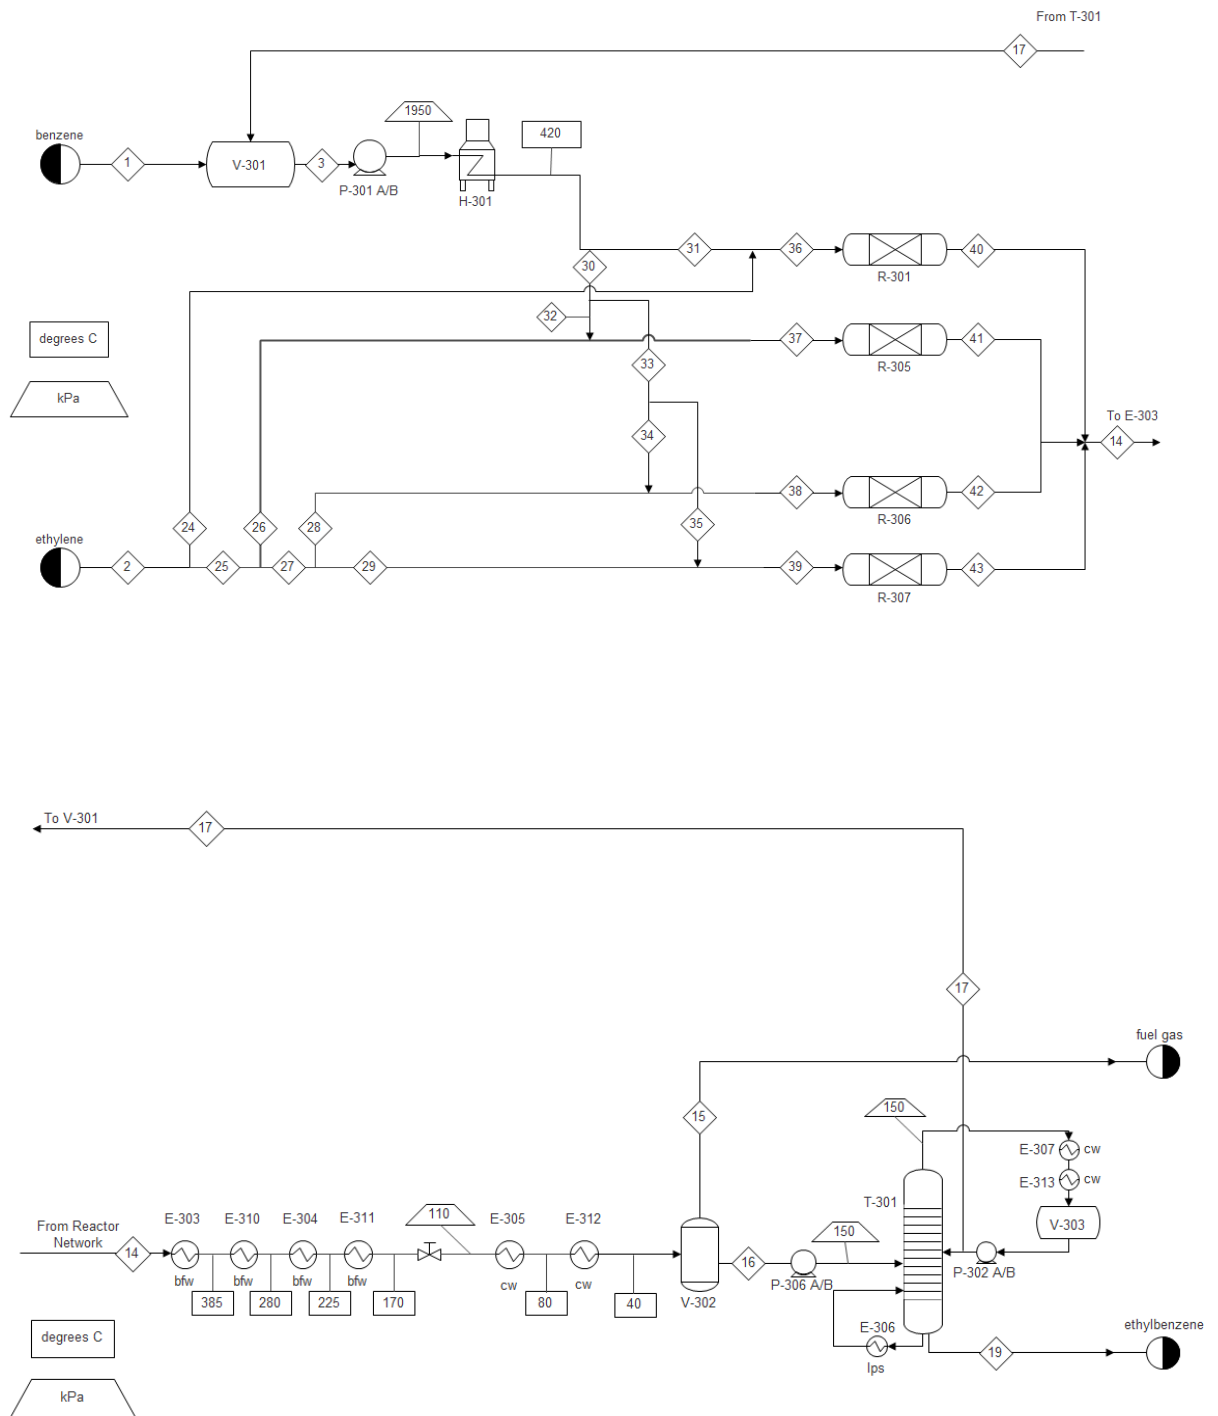 From T-301
17
1950
420
benzene
1
V-301
3
P-301 A/B
H-301
31
36
40
R-301
30
32
37
41
degrees C
33
R-305
kPa
To E-303
34
14
38
42
R-306
24
26
28
35
ethylene
2
25
27
29
39
43
R-307
To V-301
17
17
fuel gas
15
150
E-307
cw
E-313
cw
T-301
From Reactor
Network
14
E-303
E-310
E-304
E-311
110
E-305
E-312
150
V-303
bfw
bfw
bfw
bfw
cw
cw
16
P-306 A/B
P-302 A/B
385
280
225
170
80
40
V-302
degrees C
E-306
lps
19
ethylbenzene
kPa